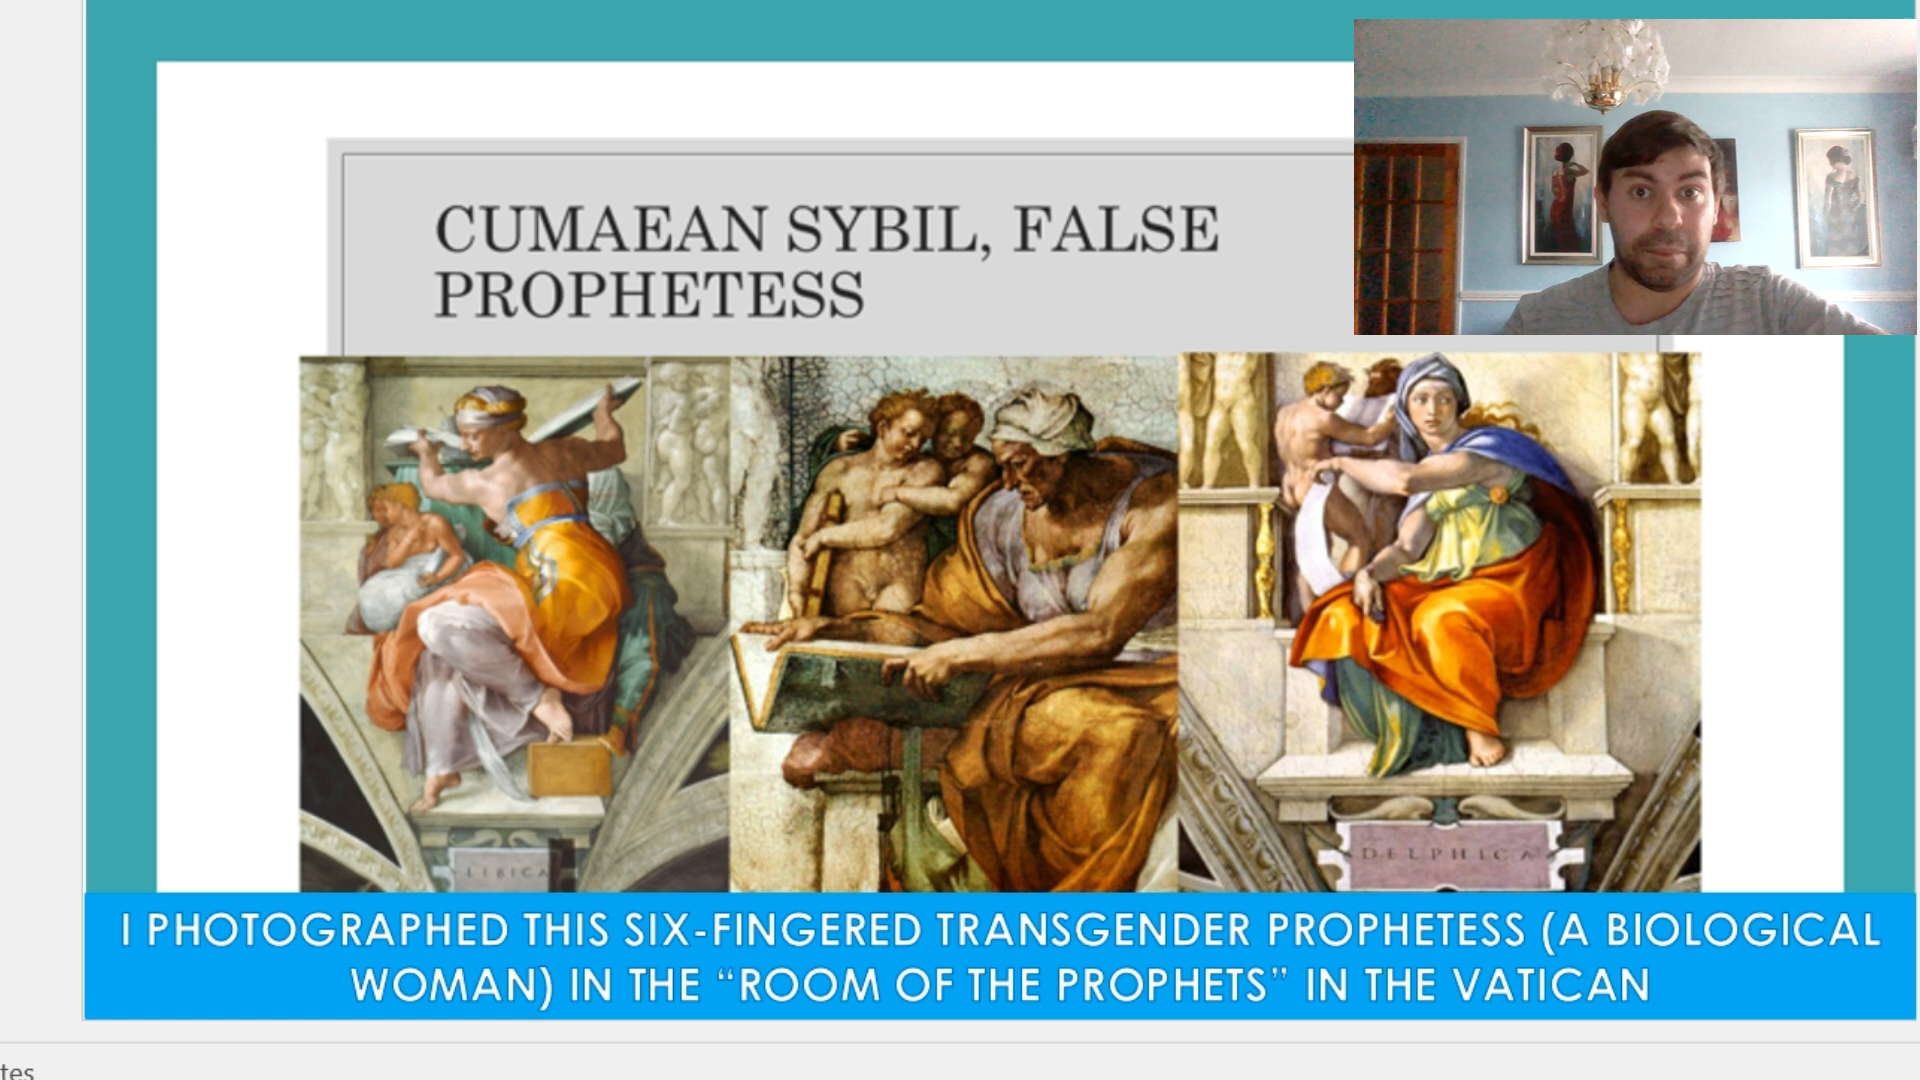 CUMAEAN SYBIL, FALSE
PROPHETESS
LIBICA
DELPHICA
I PHOTOGRAPHED THIS SIX-FINGERED TRANSGENDER PROPHETESS (A BIOLOGICAL
WOMAN) IN THE “ROOM OF THE PROPHETS” IN THE VATICAN
tes